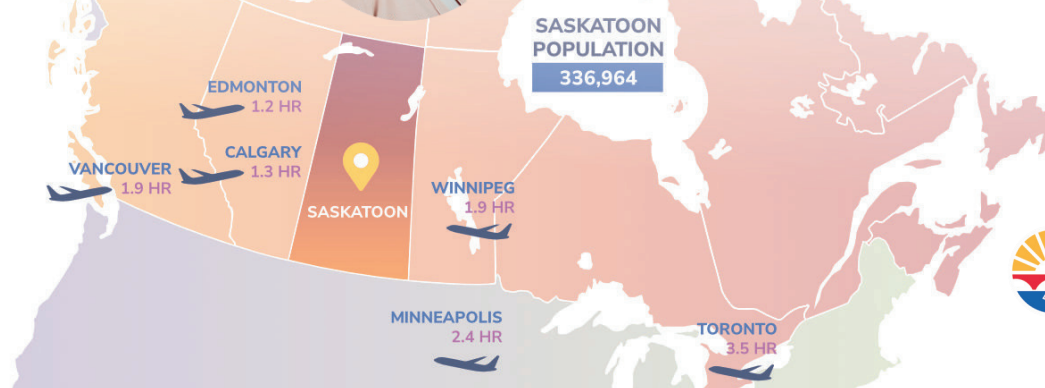 SASKATOON
POPULATION
336,964
EDMONTON
1.2 HR
CALGARY
1.3 HR
VANCOUVER
1.9 HR
SASKATOON
WINNIPEG
1.9 HR
MINNEAPOLIS
2.4 HR
TORONTO
3.5 HR